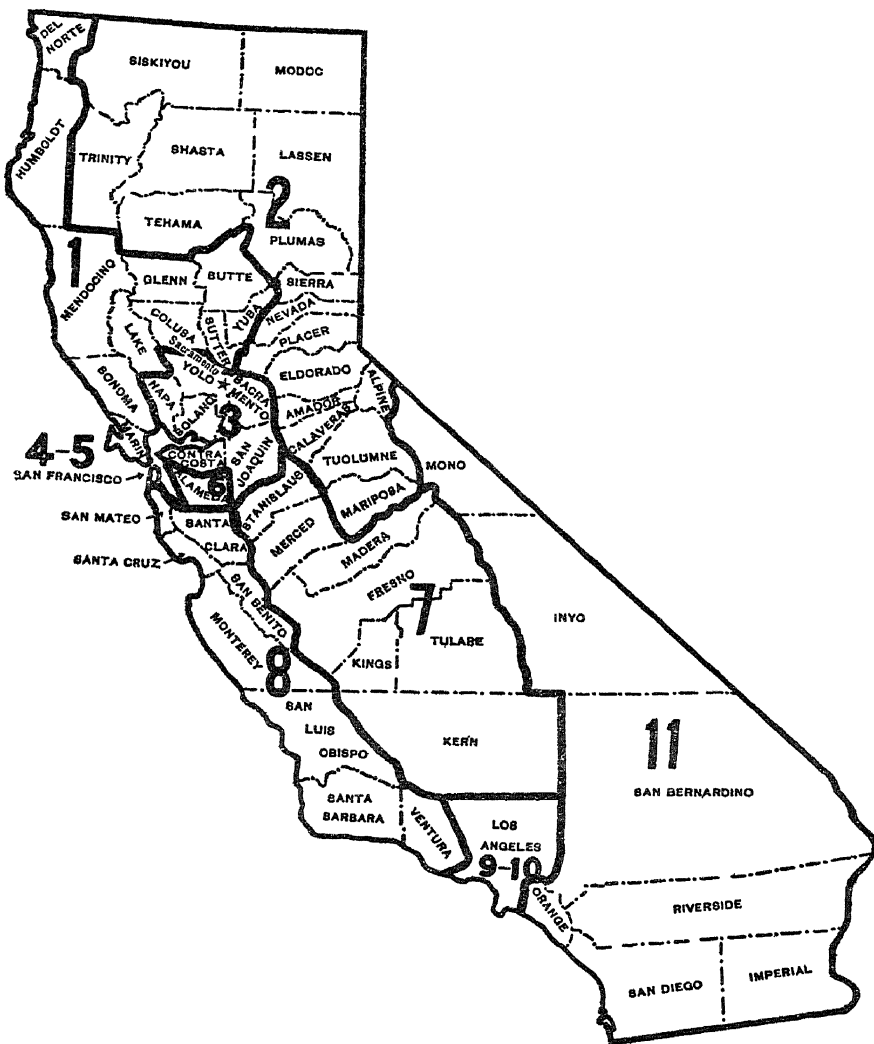 DEL
NORTE
SISKIYOU
MODOC
HUMBOLDT
TRINITY
SHASTA
LASSEN
2
TEHAMA
PLUMAS
1
MENDOCINO
GLENN
BUTTE
SIERRA
YUBA
NEVADA
COLUSA
SUTTER
PLACER
LAKE
Sacramento
YOLO
ELDORADO
SACRA
MENTO
SONOMA
NAPA
SOLANO
3
AMADOR
ALPINE
CALAVERAS
MARIN
4-5
SAN FRANCISCO
CONTRA
COSTA
SAN
JOAQUIN
TUOLUMNE
MONO
6
ALAMEDA
STANISLAUS
MARIPOSA
SAN MATEO
SANTA
CLARA
MERCED
MADERA
SANTA CRUZ
FRESNO
SAN BENITO
7
INYO
MONTEREY
TULARE
KINGS
8
SAN
LUIS
OBISPO
KERN
11
SAN BERNARDINO
SANTA
BARBARA
VENTURA
LOS
ANGELES
9-10
ORANGE
RIVERSIDE
SAN DIEGO
IMPERIAL